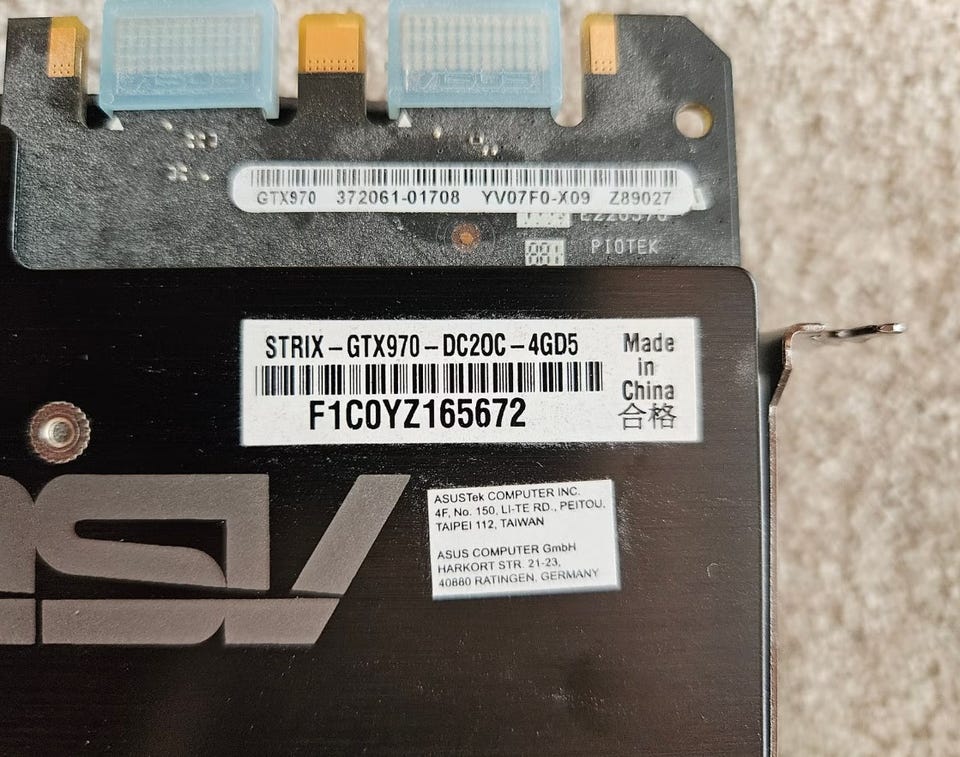 GTX970 372061-01708 YV07F0-X09 Z89027
PIOTEK
STRIX-GTX970-DC2OC-4GD5
F1C0YZ165672
Made
in
China
合格
ASUSTek COMPUTER INC.
4F, No. 150, LI-TE RD., PEITOU,
TAIPEI 112, TAIWAN
ASUS COMPUTER GmbH
HARKORT STR. 21-23,
40880 RATINGEN, GERMANY